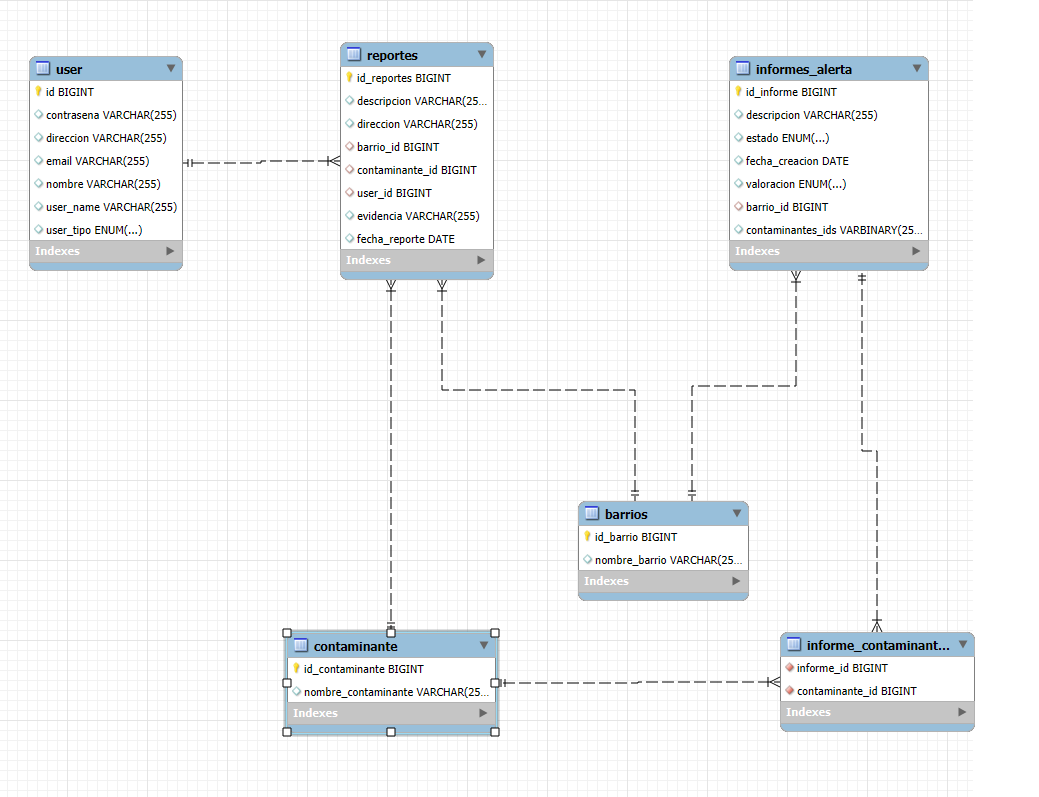 user
id BIGINT
contrasena VARCHAR(255)
direccion VARCHAR(255)
email VARCHAR(255)
nombre VARCHAR(255)
user_name VARCHAR(255)
user_tipo ENUM(...)
Indexes
reportes
id_reportes BIGINT
descripcion VARCHAR(25...
direccion VARCHAR(255)
barrio_id BIGINT
contaminante_id BIGINT
user_id BIGINT
evidencia VARCHAR(255)
fecha_reporte DATE
Indexes
informes_alerta
id_informe BIGINT
descripcion VARCHAR(255)
estado ENUM(...)
fecha_creacion DATE
valoracion ENUM(...)
barrio_id BIGINT
contaminantes_ids VARBINARY(25...
Indexes
barrios
id_barrio BIGINT
nombre_barrio VARCHAR(25...
Indexes
contaminante
id_contaminante BIGINT
nombre_contaminante VARCHAR(25...
Indexes
informe_contaminant...
informe_id BIGINT
contaminante_id BIGINT
Indexes